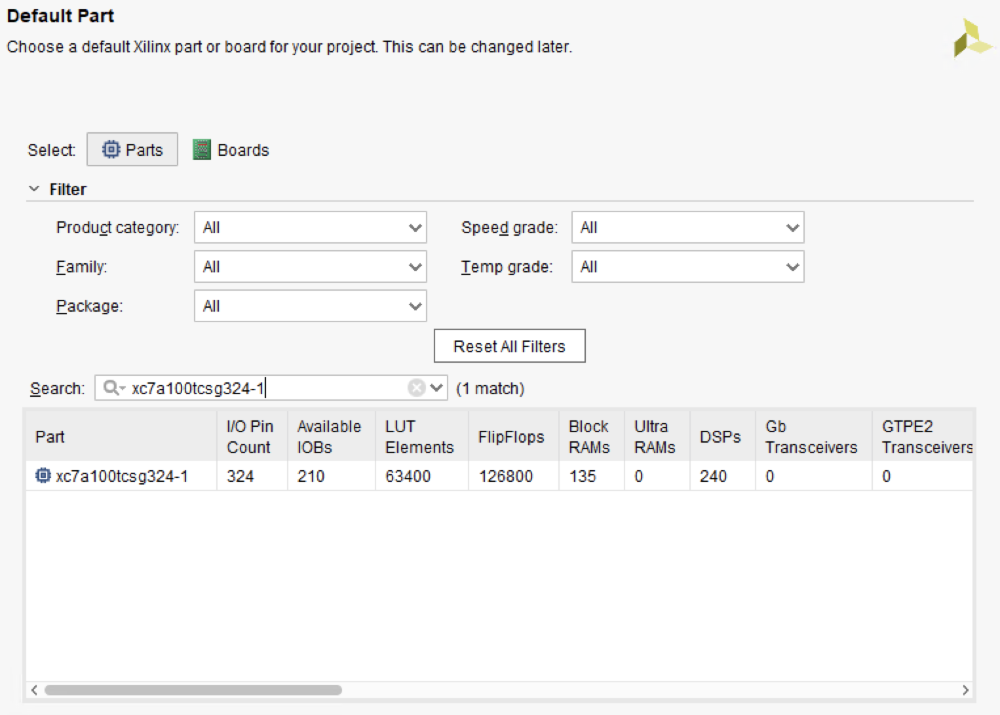 Default Part
Choose a default Xilinx part or board for your project. This can be changed later.
Select: Parts Boards
Filter
Product category: All Speed grade: All
Family: All Temp grade: All
Package: All
Reset All Filters
Search: xc7a100tcsg324-1 (1 match)
Part I/O Pin Count Available IOBs LUT Elements FlipFlops Block RAMs Ultra RAMs DSPs Gb Transceivers GTPE2 Transceivers
xc7a100tcsg324-1 324 210 63400 126800 135 0 240 0 0